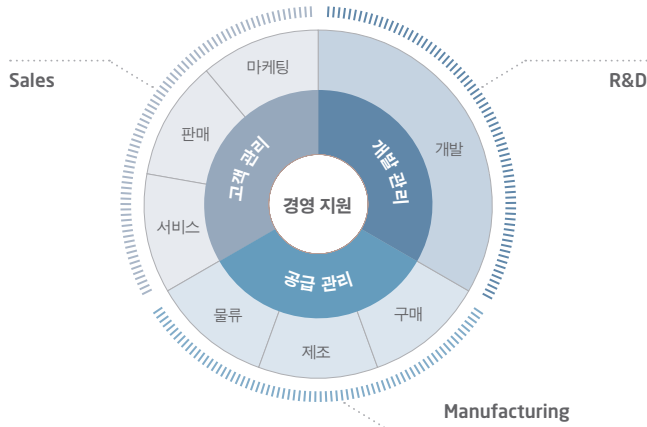 마케팅
Sales
R&D
판매
고객 관리
개발 관리
개발
경영 지원
서비스
공급 관리
물류
구매
제조
Manufacturing